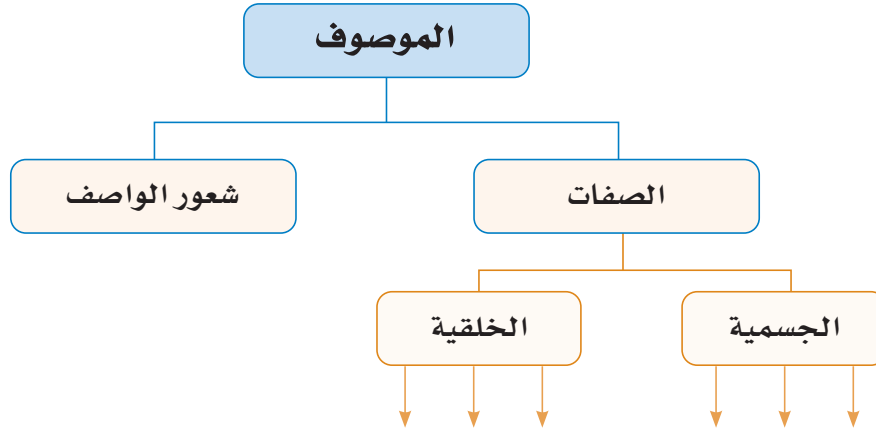 الموصوف
الصفات
شعور الواصف
الجسمية
الخلقية